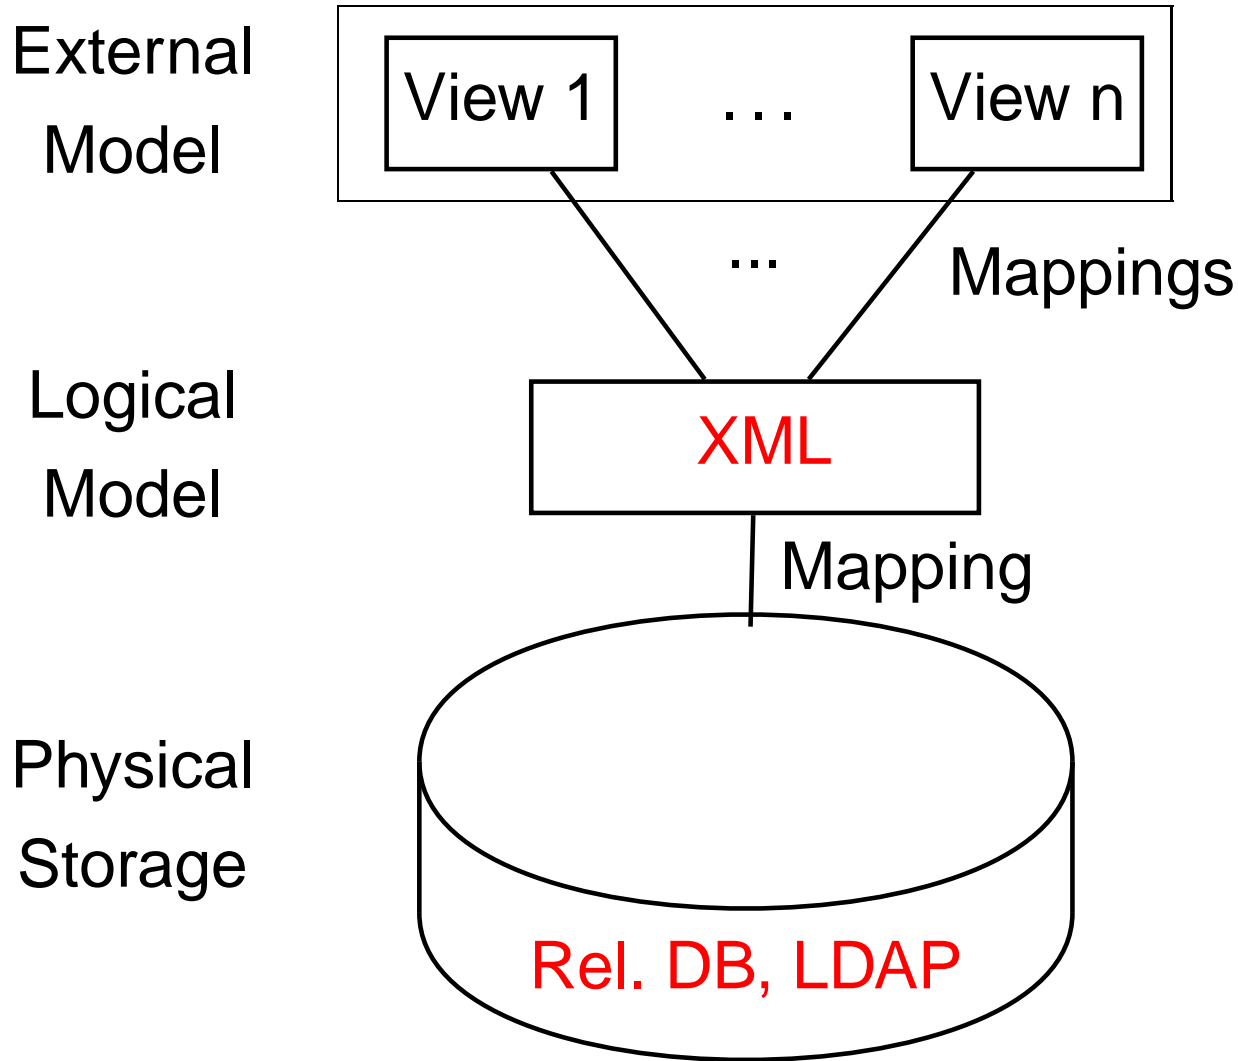 External
Model
View 1
. . .
View n
...
Mappings
Logical
Model
XML
Mapping
Physical
Storage
Rel. DB, LDAP